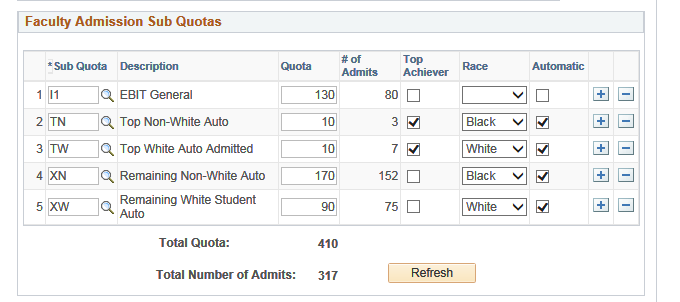 Faculty Admission Sub Quotas
*Sub Quota Description Quota # of Admits Top Achiever Race Automatic
1 I1 EBIT General 130 80
2 TN Top Non-White Auto 10 3 Black
3 TW Top White Auto Admitted 10 7 White
4 XN Remaining Non-White Auto 170 152 Black
5 XW Remaining White Student Auto 90 75 White
Total Quota: 410
Total Number of Admits: 317 Refresh